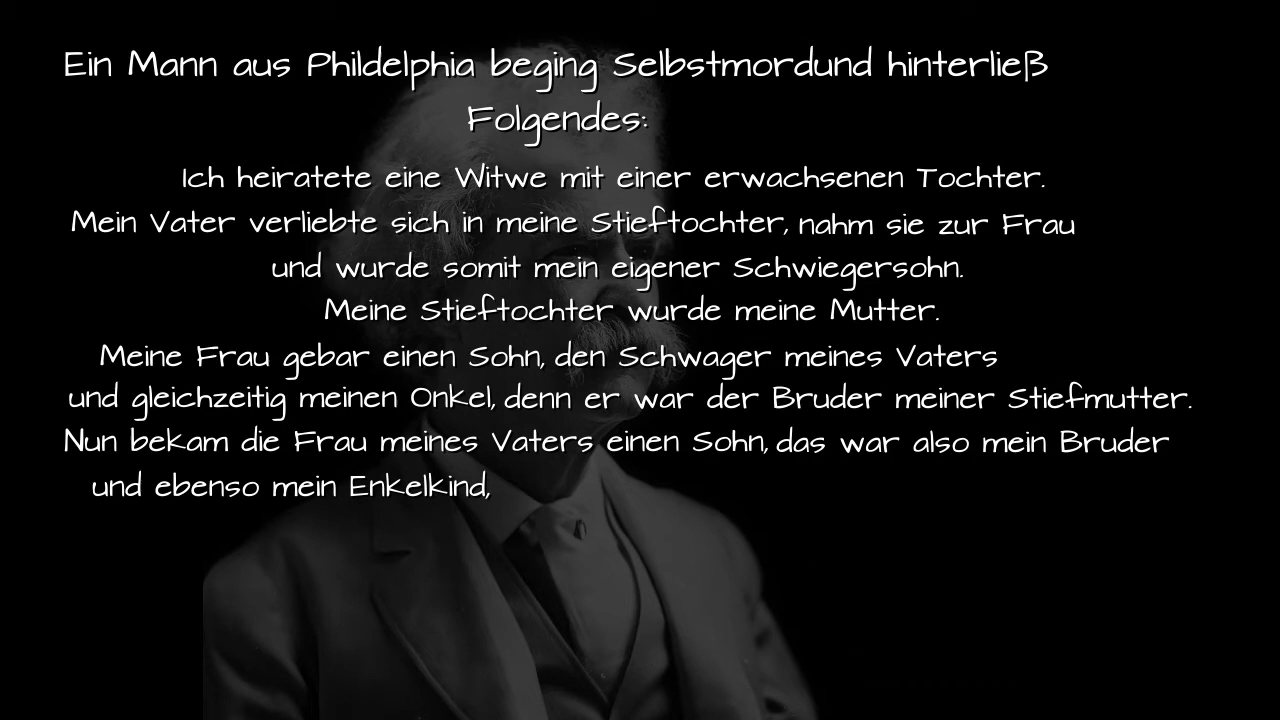 Ein Mann aus Phildelphia beging Selbstmordund hinterließ
Folgendes:
Ich heiratete eine Witwe mit einer erwachsenen Tochter.
Mein Vater verliebte sich in meine Stieftochter, nahm sie zur Frau
und wurde somit mein eigener Schwiegersohn.
Meine Stieftochter wurde meine Mutter.
Meine Frau gebar einen Sohn, den Schwager meines Vaters
und gleichzeitig meinen Onkel, denn er war der Bruder meiner Stiefmutter.
Nun bekam die Frau meines Vaters einen Sohn, das war also mein Bruder
und ebenso mein Enkelkind,